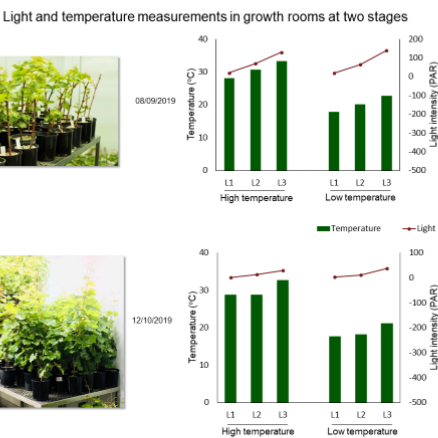 Light and temperature measurements in growth rooms at two stages
08/09/2019
Temperature (°C)
40
30
20
10
0
200
100
0
-100
-200
-300
-400
-500
Light intensity (PAR)
L1 L2 L3 L1 L2 L3
High temperature Low temperature
Temperature Light
12/10/2019
Temperature (°C)
40
30
20
10
0
100
0
-100
-200
-300
-400
-500
Light intensity (PAR)
L1 L2 L3 L1 L2 L3
High temperature Low temperature